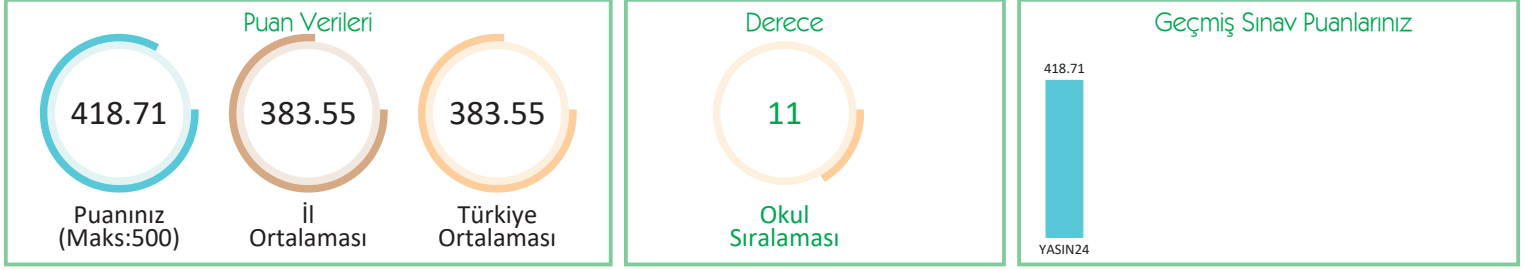 Puan Verileri
418.71
383.55
383.55
Puanınız
(Maks:500)
İl
Ortalaması
Türkiye
Ortalaması
Derece
11
Okul
Sıralaması
Geçmiş Sınav Puanlarınız
418.71
YASIN24